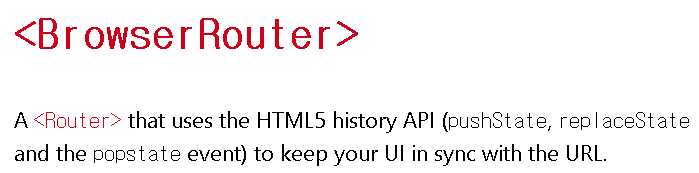 <BrowserRouter>
A <Router> that uses the HTML5 history API (pushState, replaceState
and the popstate event) to keep your UI in sync with the URL.